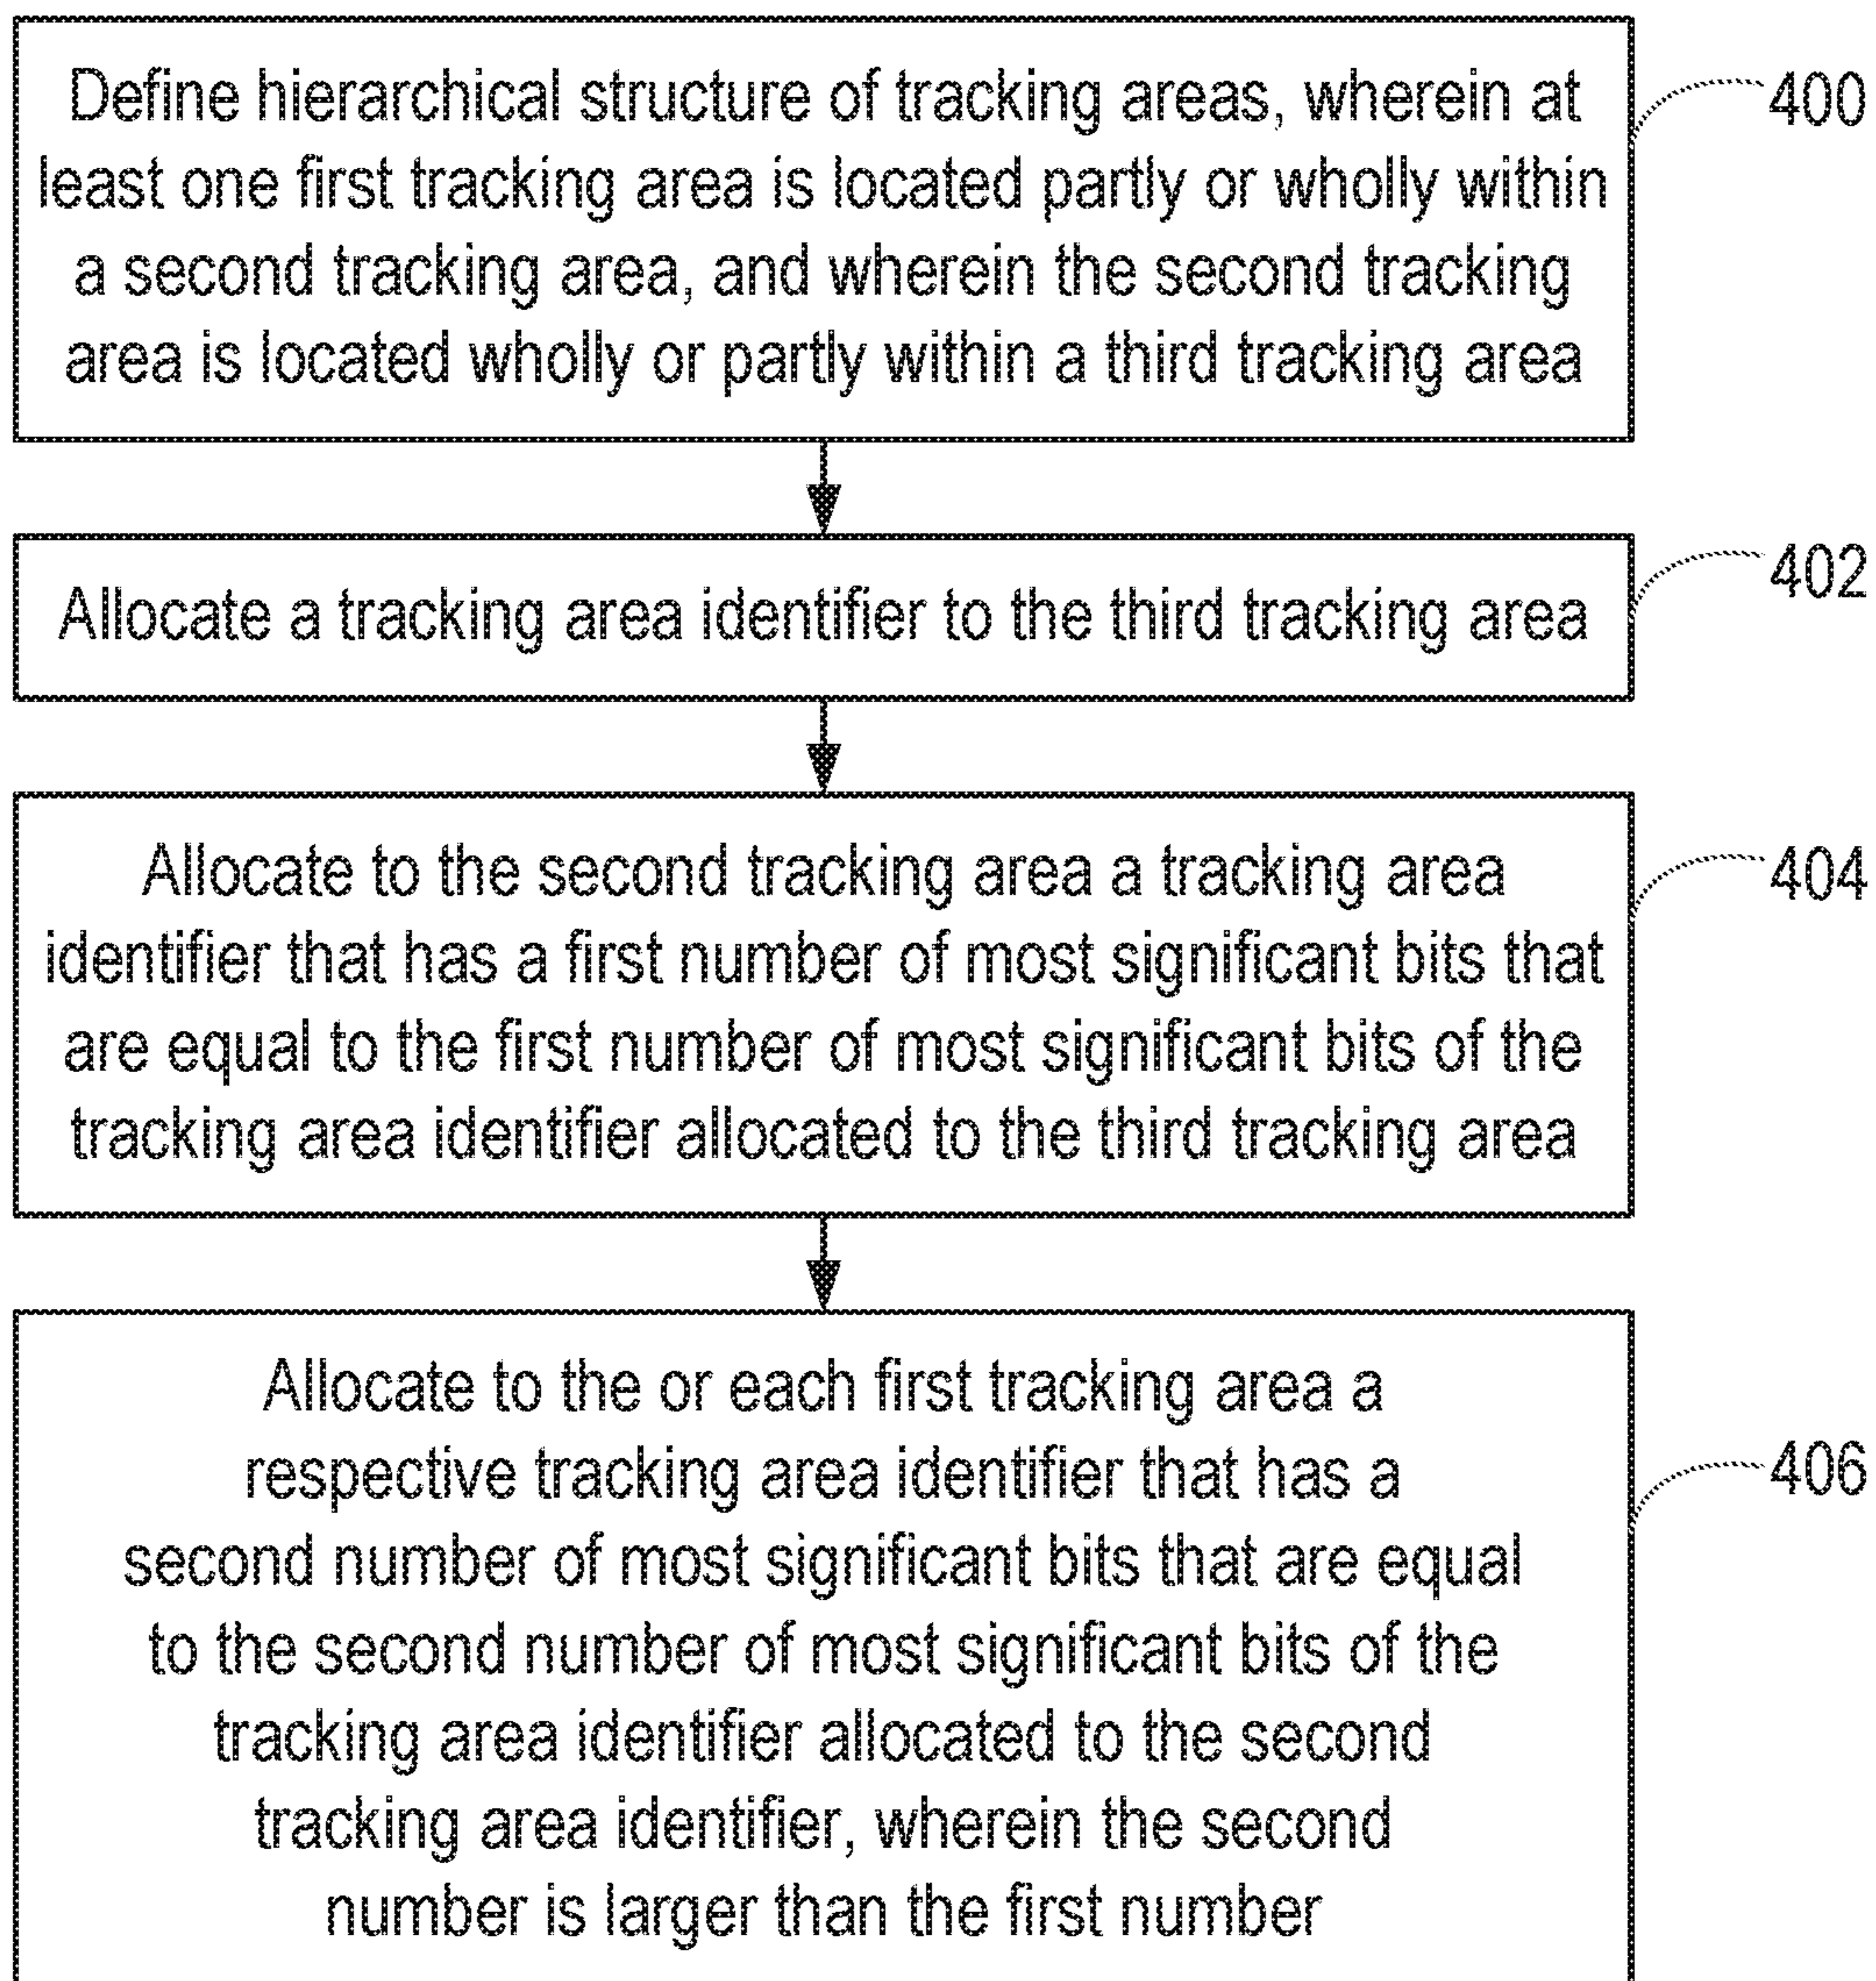 Define hierarchical structure of tracking areas, wherein at
least one first tracking area is located partly or wholly within
a second tracking area, and wherein the second tracking
area is located wholly or partly within a third tracking area
400
Allocate a tracking area identifier to the third tracking area
402
Allocate to the second tracking area a tracking area
identifier that has a first number of most significant bits that
are equal to the first number of most significant bits of the
tracking area identifier allocated to the third tracking area
404
Allocate to the or each first tracking area a
respective tracking area identifier that has a
second number of most significant bits that are equal
to the second number of most significant bits of the
tracking area identifier allocated to the second
tracking area identifier, wherein the second
number is larger than the first number
406